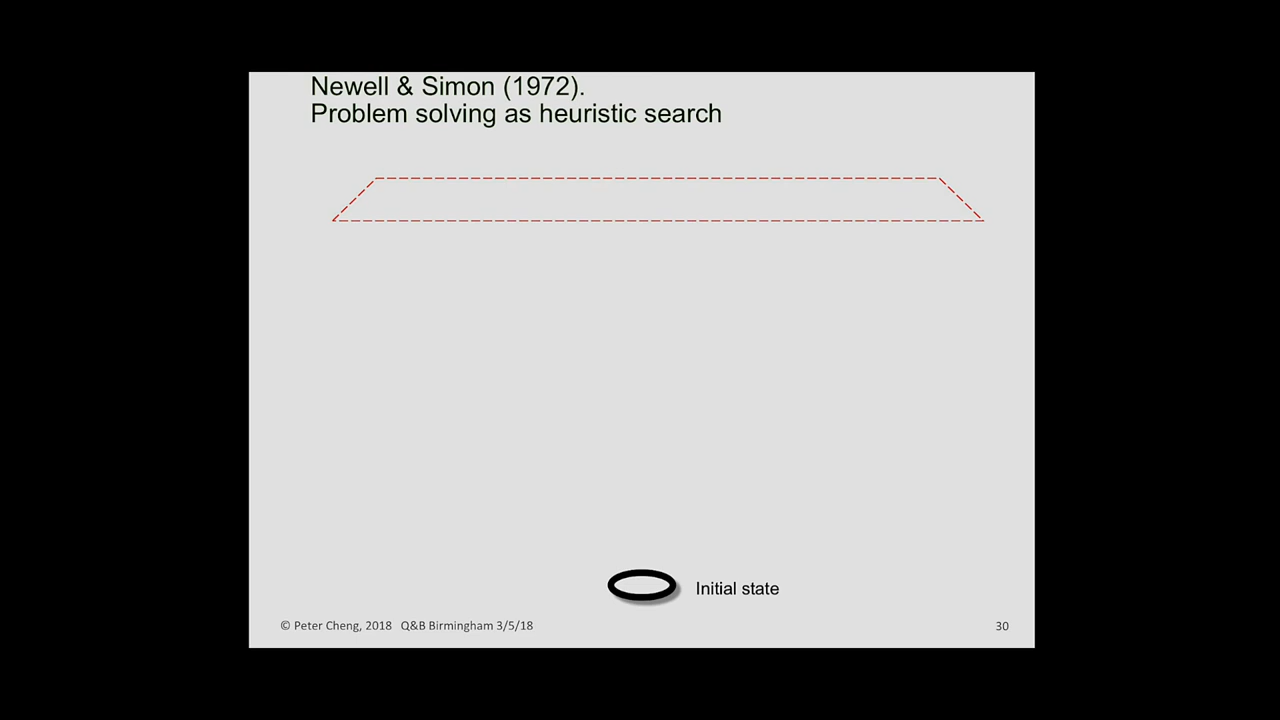 Newell & Simon (1972).
Problem solving as heuristic search
Initial state
© Peter Cheng, 2018 Q&B Birmingham 3/5/18
30